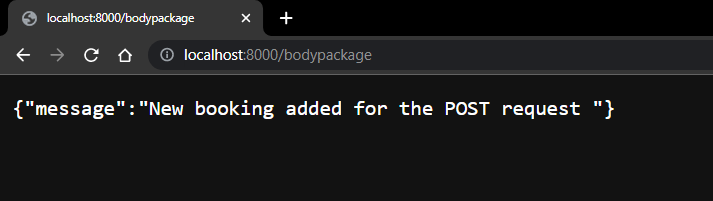 localhost:8000/bodypackage
localhost:8000/bodypackage
{"message":"New booking added for the POST request "}